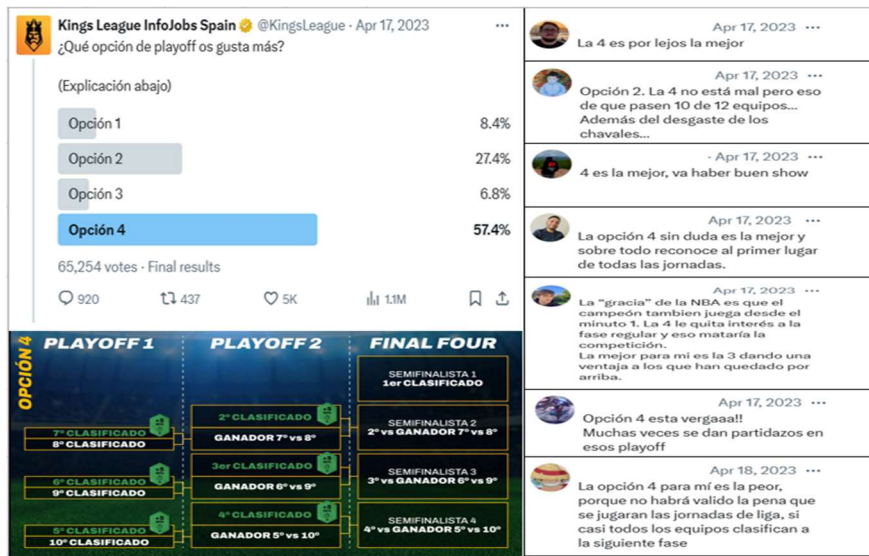 Kings League InfoJobs Spain @KingsLeague · Apr 17, 2023 ···
¿Qué opción de playoff os gusta más?
(Explicación abajo)
Opción 1 8.4%
Opción 2 27.4%
Opción 3 6.8%
Opción 4 57.4%
65,254 votes · Final results
920 437 5K 1.1M
OPCIÓN 4
PLAYOFF 1
7º CLASIFICADO
8º CLASIFICADO
6º CLASIFICADO
9º CLASIFICADO
5º CLASIFICADO
10º CLASIFICADO
PLAYOFF 2
2º CLASIFICADO
GANADOR 7º vs 8º
3er CLASIFICADO
GANADOR 6º vs 9º
4º CLASIFICADO
GANADOR 5º vs 10º
FINAL FOUR
SEMIFINALISTA 1
1er CLASIFICADO
SEMIFINALISTA 2
2º vs GANADOR 7º vs 8º
SEMIFINALISTA 3
3º vs GANADOR 6º vs 9º
SEMIFINALISTA 4
4º vs GANADOR 5º vs 10º
Apr 17, 2023 ···
La 4 es por lejos la mejor
Apr 17, 2023 ···
Opción 2. La 4 no está mal pero eso
de que pasen 10 de 12 equipos...
Además del desgaste de los
chavales...
· Apr 17, 2023 ···
4 es la mejor, va haber buen show
Apr 17, 2023 ···
La opción 4 sin duda es la mejor y
sobre todo reconoce al primer lugar
de todas las jornadas.
Apr 17, 2023 ···
La “gracia” de la NBA es que el
campeón tambien juega desde el
minuto 1. La 4 le quita interés a la
fase regular y eso mataría la
competición.
La mejor para mi es la 3 dando una
ventaja a los que han quedado por
arriba.
Apr 17, 2023 ···
Opción 4 esta vergaaa!!
Muchas veces se dan partidazos en
esos playoff
Apr 18, 2023 ···
La opción 4 para mí es la peor,
porque no habrá valido la pena que
se jugaran las jornadas de liga, si
casi todos los equipos clasifican a
la siguiente fase